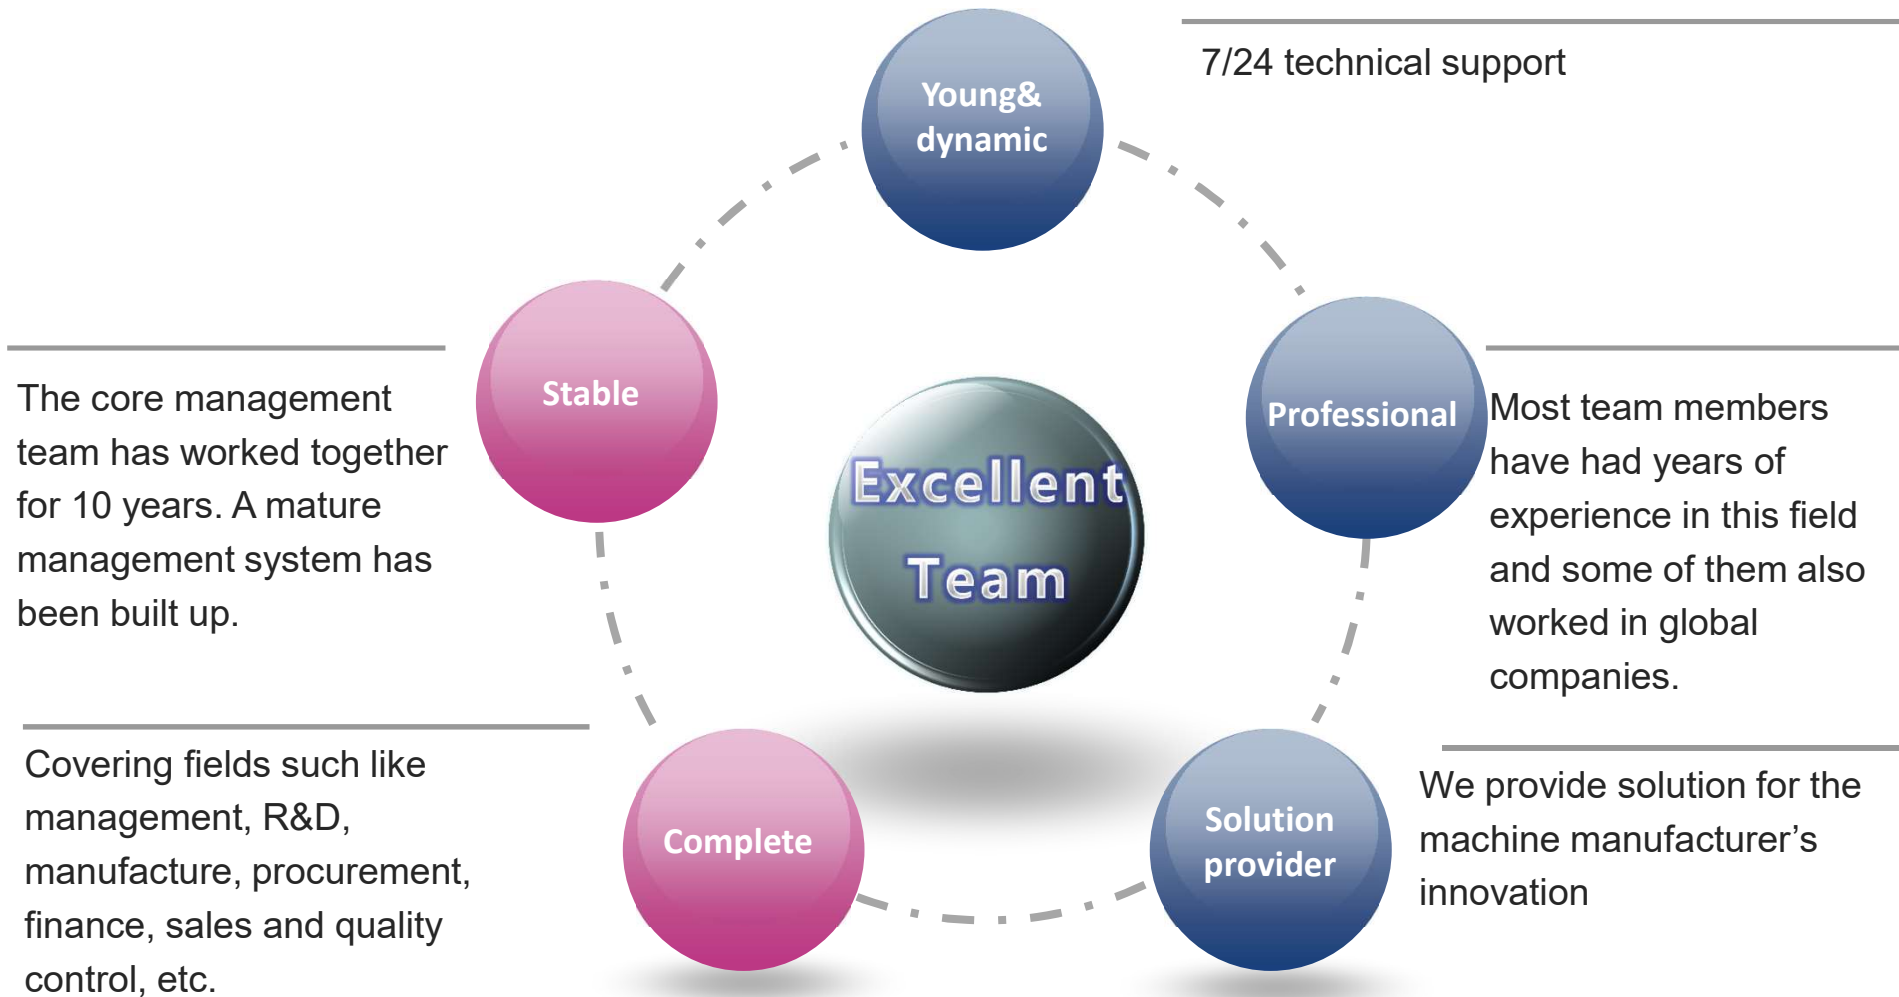 Young&
dynamic
7/24 technical support
Stable
The core management
team has worked together
for 10 years. A mature
management system has
been built up.
Excellent
Team
Professional
Most team members
have had years of
experience in this field
and some of them also
worked in global
companies.
Complete
Covering fields such like
management, R&D,
manufacture, procurement,
finance, sales and quality
control, etc.
Solution
provider
We provide solution for the
machine manufacturer’s
innovation